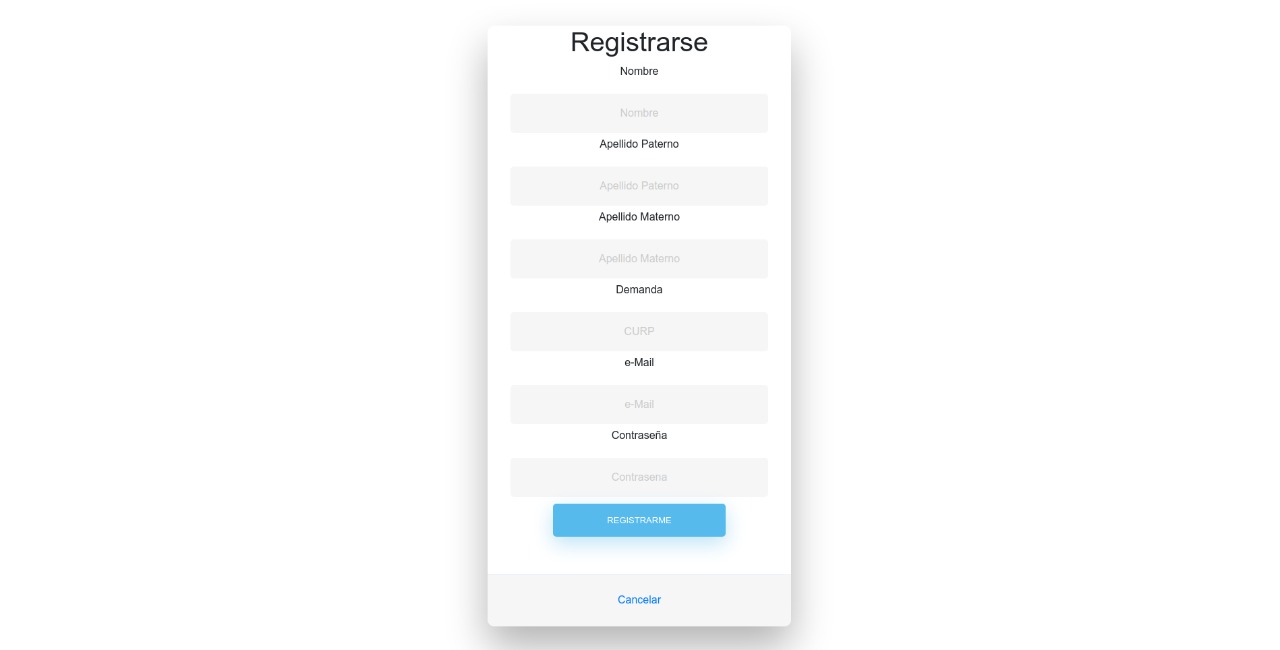 Registrarse
Nombre
Nombre
Apellido Paterno
Apellido Paterno
Apellido Materno
Apellido Materno
Demanda
CURP
e-Mail
e-Mail
Contraseña
Contrasena
REGISTRARME
Cancelar